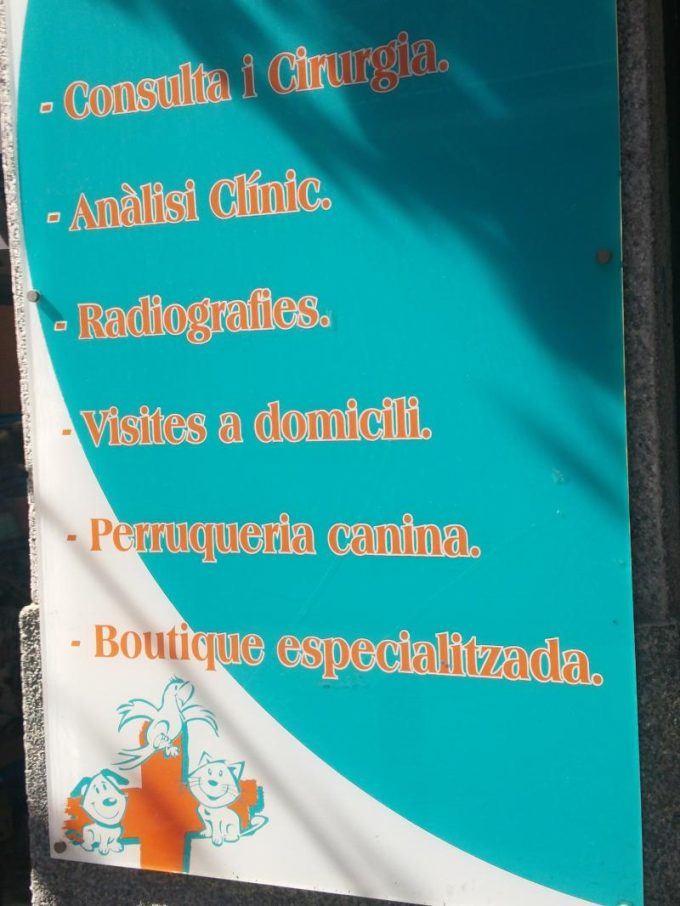 - Consulta i Cirurgia.
- Anàlisi Clínic.
- Radiografies.
- Visites a domicili.
- Perruqueria canina.
- Boutique especialitzada.